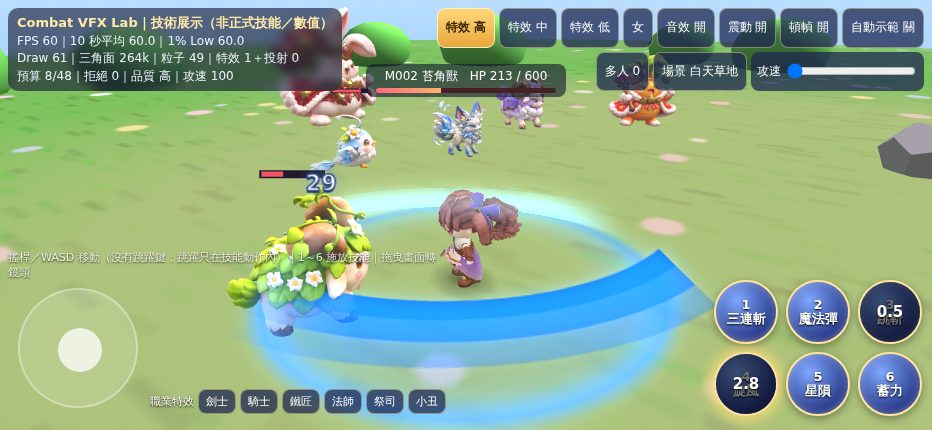 Combat VFX Lab｜技術展示（非正式技能／數值）
FPS 60｜10 秒平均 60.0｜1% Low 60.0
Draw 61｜三角面 264k｜粒子 49｜特效 1＋投射 0
預算 8/48｜拒絕 0｜品質 高｜攻速 100
特效 高
特效 中
特效 低
女
音效 開
震動 開
頓幀 開
自動示範 關
M002 苔角獸 HP 213 / 600
多人 0
場景 白天草地
攻速
29
搖桿／WASD 移動（沒有跳躍鍵；跳躍只在技能動作內）｜1～6 施放技能｜拖曳畫面轉
鏡頭
1
三連斬
2
魔法彈
3
跳斬
0.5
4
旋風
2.8
5
星隕
6
蓄力
職業特效
劍士
騎士
鐵匠
法師
祭司
小丑